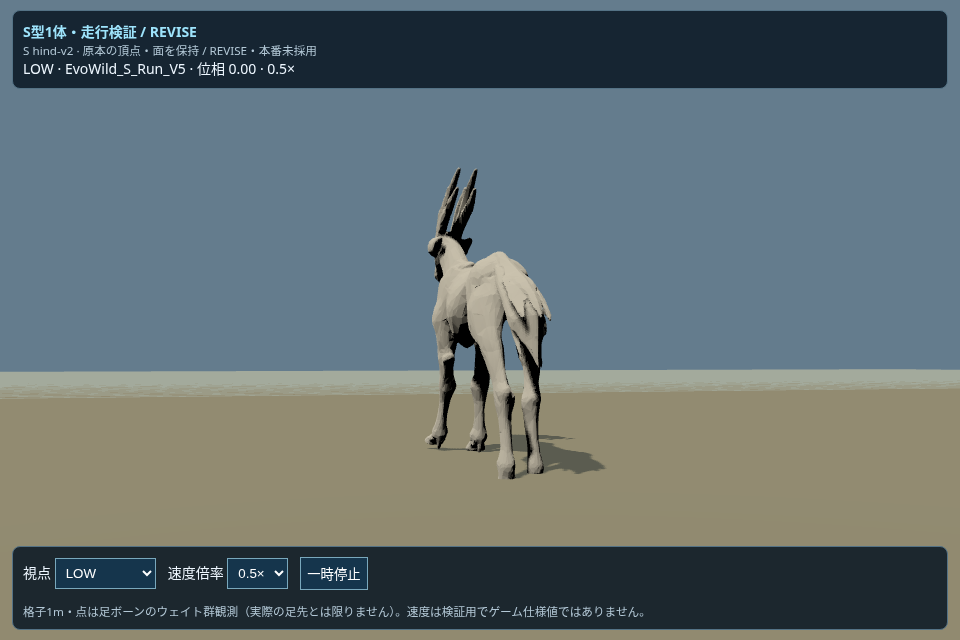 S型1体・走行検証 / REVISE
S hind-v2 · 原本の頂点・面を保持 / REVISE・本番未採用
LOW · EvoWild_S_Run_V5 · 位相 0.00 · 0.5×
視点 LOW 速度倍率 0.5× 一時停止
格子1m・点は足ボーンのウェイト群観測（実際の足先とは限りません）。速度は検証用でゲーム仕様値ではありません。